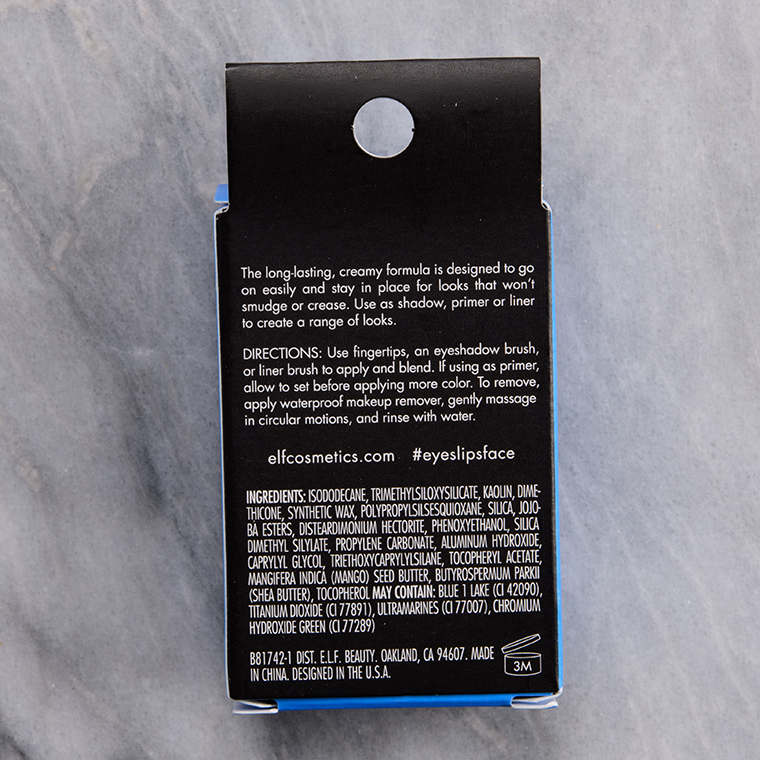 The long-lasting, creamy formula is designed to go
on easily and stay in place for looks that won't
smudge or crease. Use as shadow, primer or liner
to create a range of looks.
DIRECTIONS: Use fingertips, an eyeshadow brush,
or liner brush to apply and blend. If using as primer,
allow to set before applying more color. To remove,
apply waterproof makeup remover, gently massage
in circular motions, and rinse with water.
elfcosmetics.com #eyeslipsface
INGREDIENTS: ISODODECANE, TRIMETHYLSILOXYSILICATE, KAOLIN, DIME-
THICONE, SYNTHETIC WAX, POLYPROPYLSILSESQUIOXANE, SILICA, JOJO-
BA ESTERS, DISTEARDIMONIUM HECTORITE, PHENOXYETHANOL, SILICA
DIMETHYL SILYLATE, PROPYLENE CARBONATE, ALUMINUM HYDROXIDE,
CAPRYLYL GLYCOL, TRIETHOXYCAPRYLYLSILANE, TOCOPHERYL ACETATE,
MANGIFERA INDICA (MANGO) SEED BUTTER, BUTYROSPERMUM PARKII
(SHEA BUTTER), TOCOPHEROL MAY CONTAIN: BLUE 1 LAKE (CI 42090),
TITANIUM DIOXIDE (CI 77891), ULTRAMARINES (CI 77007), CHROMIUM
HYDROXIDE GREEN (CI 77289)
B81742-1 DIST. E.L.F. BEAUTY. OAKLAND, CA 94607. MADE
IN CHINA. DESIGNED IN THE U.S.A.
3M